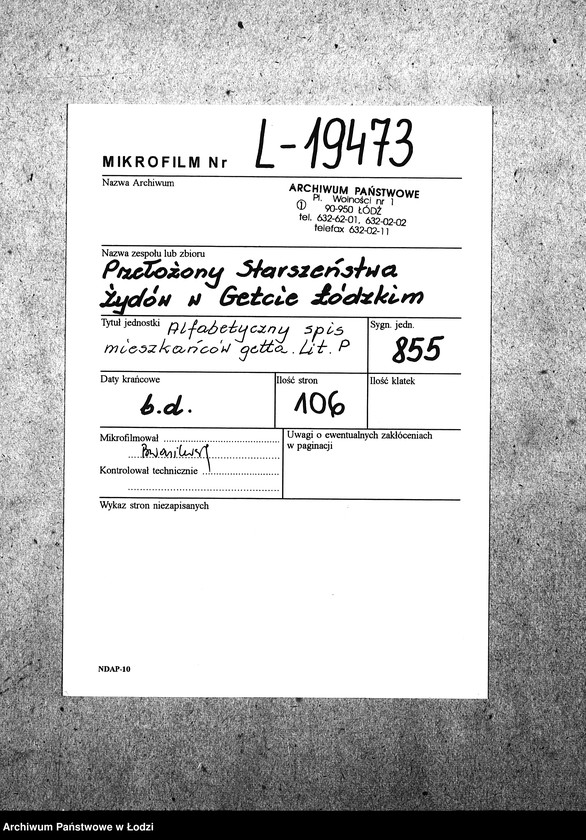 MIKROFILM Nr L-19473
Nazwa Archiwum
ARCHIWUM PAŃSTWOWE
Pl. Wolności nr 1
① 90-950 ŁÓDŹ
tel. 632-62-01, 632-02-02
telefax 632-02-11
Nazwa zespołu lub zbioru
Przełożony Starszeństwa
Żydów w Getcie Łódzkim
Tytuł jednostki Alfabetyczny spis
mieszkańców getta. Lit. P
Sygn. jedn.
855
Daty krańcowe
b.d.
Ilość stron
106
Ilość klatek
Mikrofilmował
Kontrolował technicznie
Uwagi o ewentualnych zakłóceniach
w paginacji
Wykaz stron niezapisanych
NDAP-10
Archiwum Państwowe w Łodzi